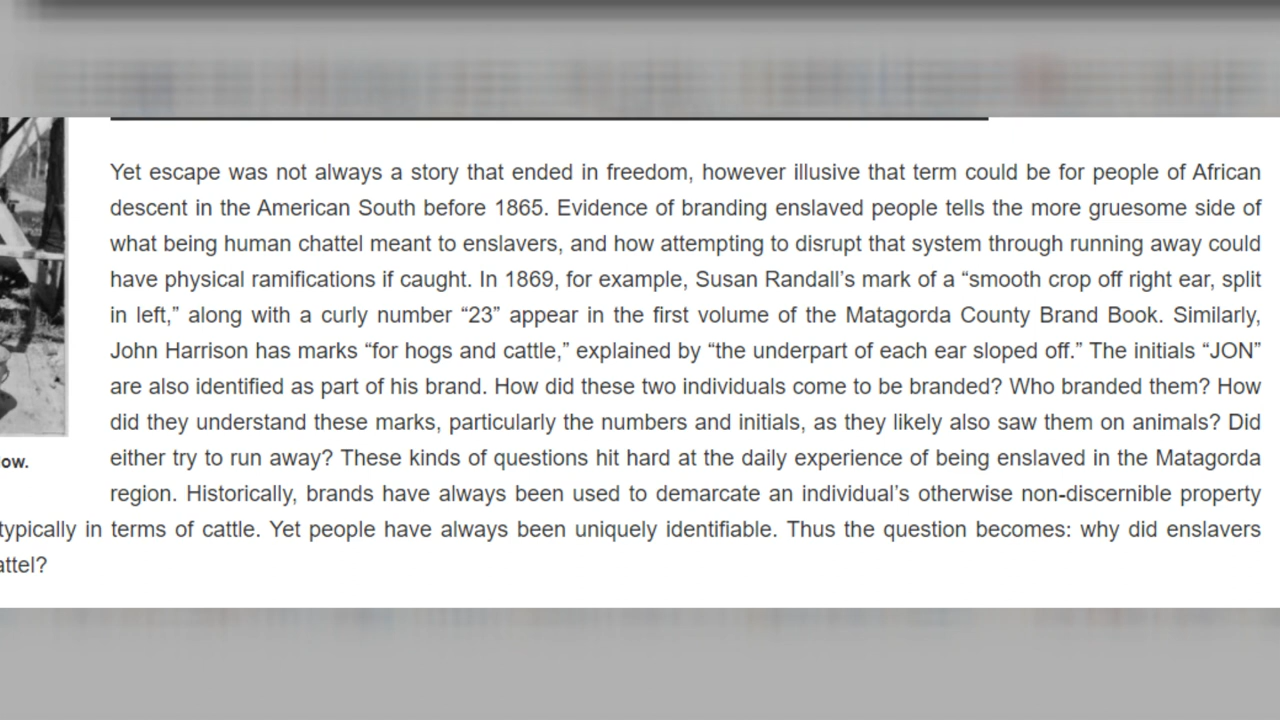 Yet escape was not always a story that ended in freedom, however illusive that term could be for people of African
descent in the American South before 1865. Evidence of branding enslaved people tells the more gruesome side of
what being human chattel meant to enslavers, and how attempting to disrupt that system through running away could
have physical ramifications if caught. In 1869, for example, Susan Randall’s mark of a “smooth crop off right ear, split
in left,” along with a curly number “23” appear in the first volume of the Matagorda County Brand Book. Similarly,
John Harrison has marks “for hogs and cattle,” explained by “the underpart of each ear sloped off.” The initials “JON”
are also identified as part of his brand. How did these two individuals come to be branded? Who branded them? How
did they understand these marks, particularly the numbers and initials, as they likely also saw them on animals? Did
either try to run away? These kinds of questions hit hard at the daily experience of being enslaved in the Matagorda
region. Historically, brands have always been used to demarcate an individual’s otherwise non-discernible property
typically in terms of cattle. Yet people have always been uniquely identifiable. Thus the question becomes: why did enslavers